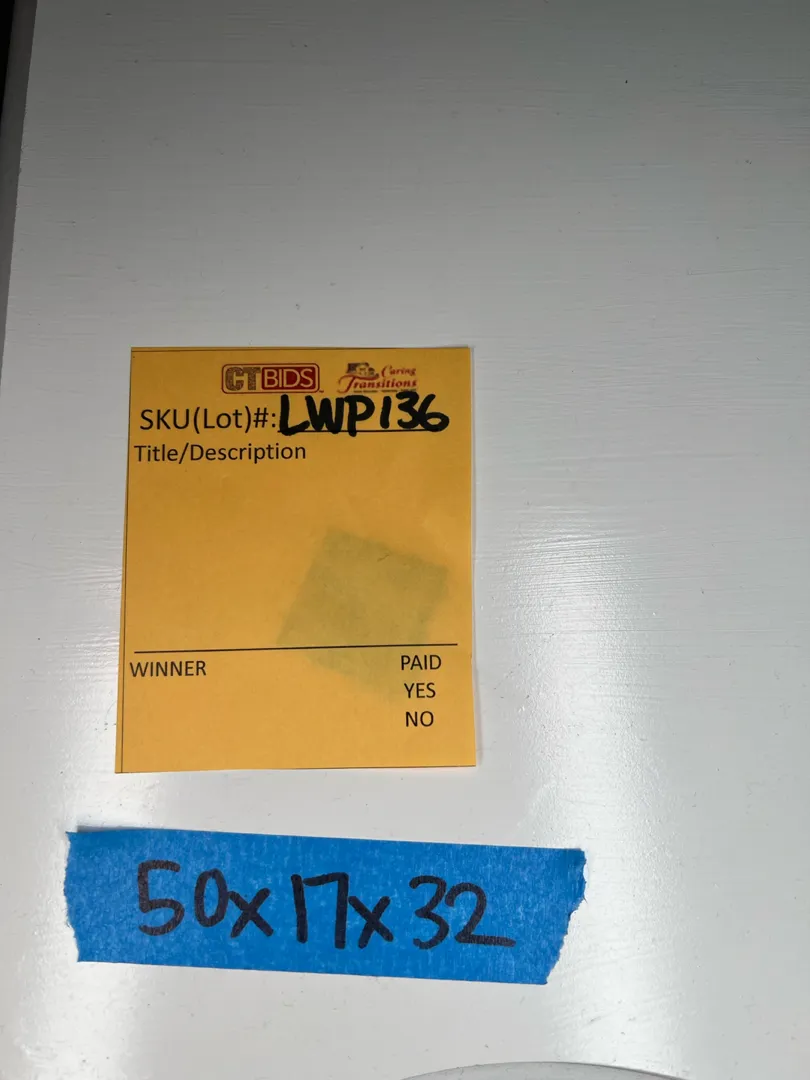 CTBIDS Caring
Transitions
SKU(Lot)#: LWP136
Title/Description
WINNER PAID
YES
NO
50x17x32